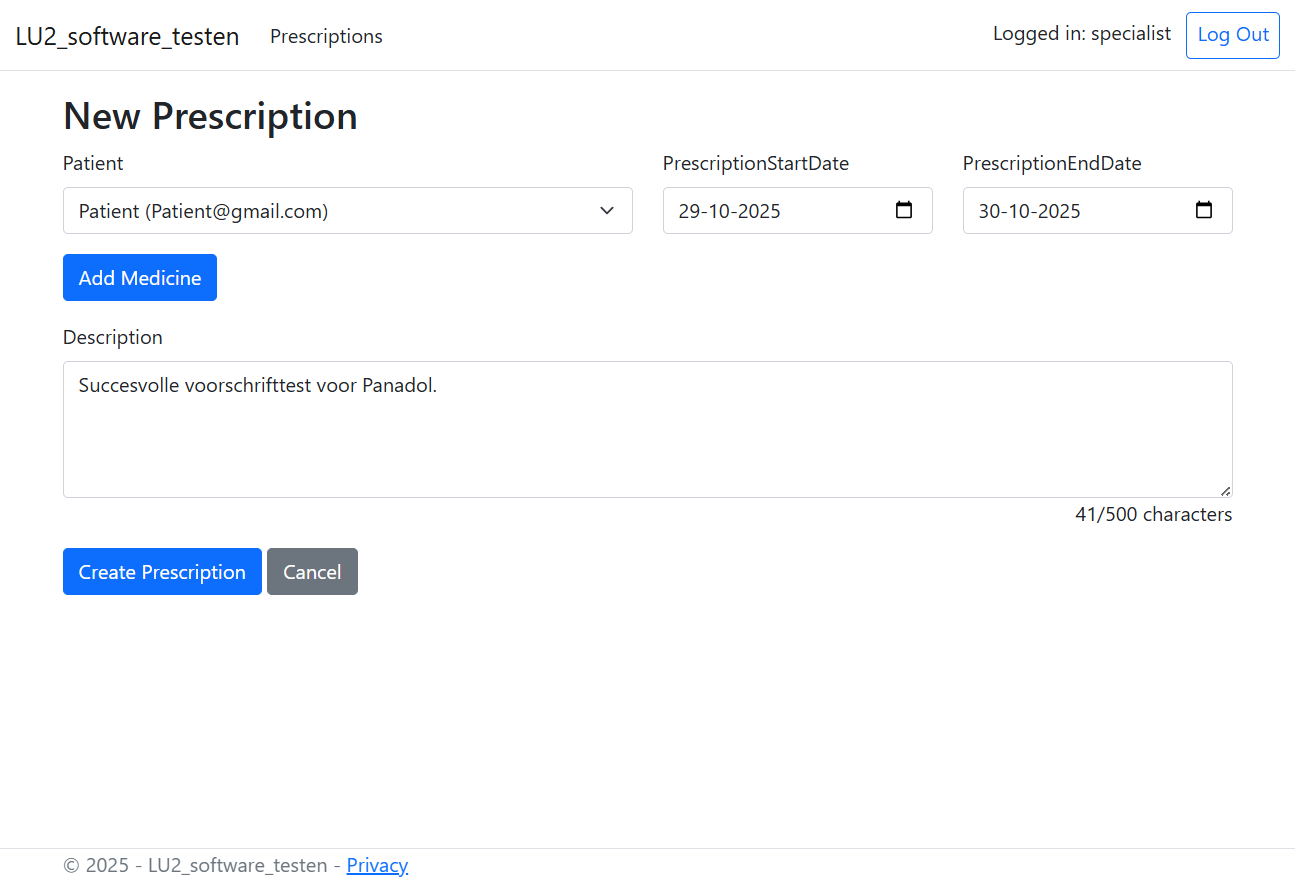 LU2_software_testen Prescriptions Logged in: specialist Log Out
New Prescription
Patient PrescriptionStartDate PrescriptionEndDate
Patient (Patient@gmail.com) 29-10-2025 30-10-2025
Add Medicine
Description
Succesvolle voorschrifttest voor Panadol.
41/500 characters
Create Prescription Cancel
© 2025 - LU2_software_testen - Privacy